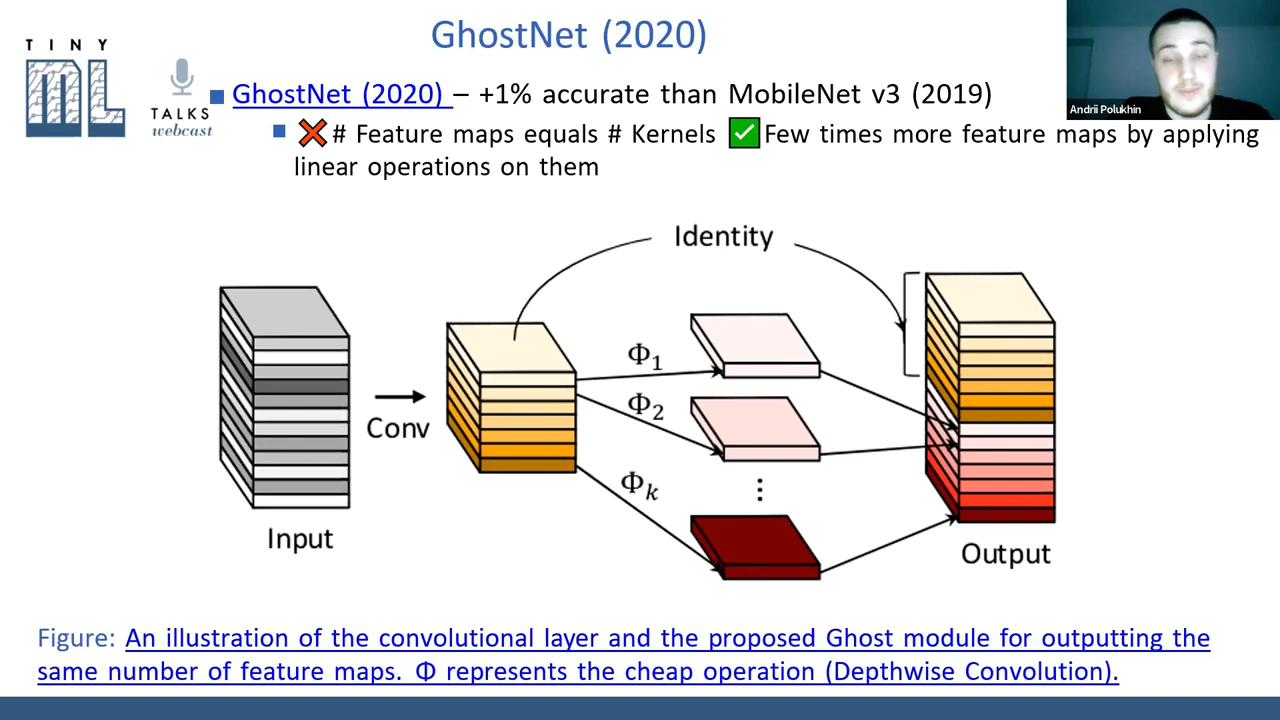 GhostNet (2020)
TINY
ML
TALKS
webcast
Andrii Polukhin
GhostNet (2020) – +1% accurate than MobileNet v3 (2019)
❌ # Feature maps equals # Kernels ✅ Few times more feature maps by applying
linear operations on them
Identity
Φ1
Φ2
Φk
Conv
Input
Output
Figure: An illustration of the convolutional layer and the proposed Ghost module for outputting the
same number of feature maps. Φ represents the cheap operation (Depthwise Convolution).